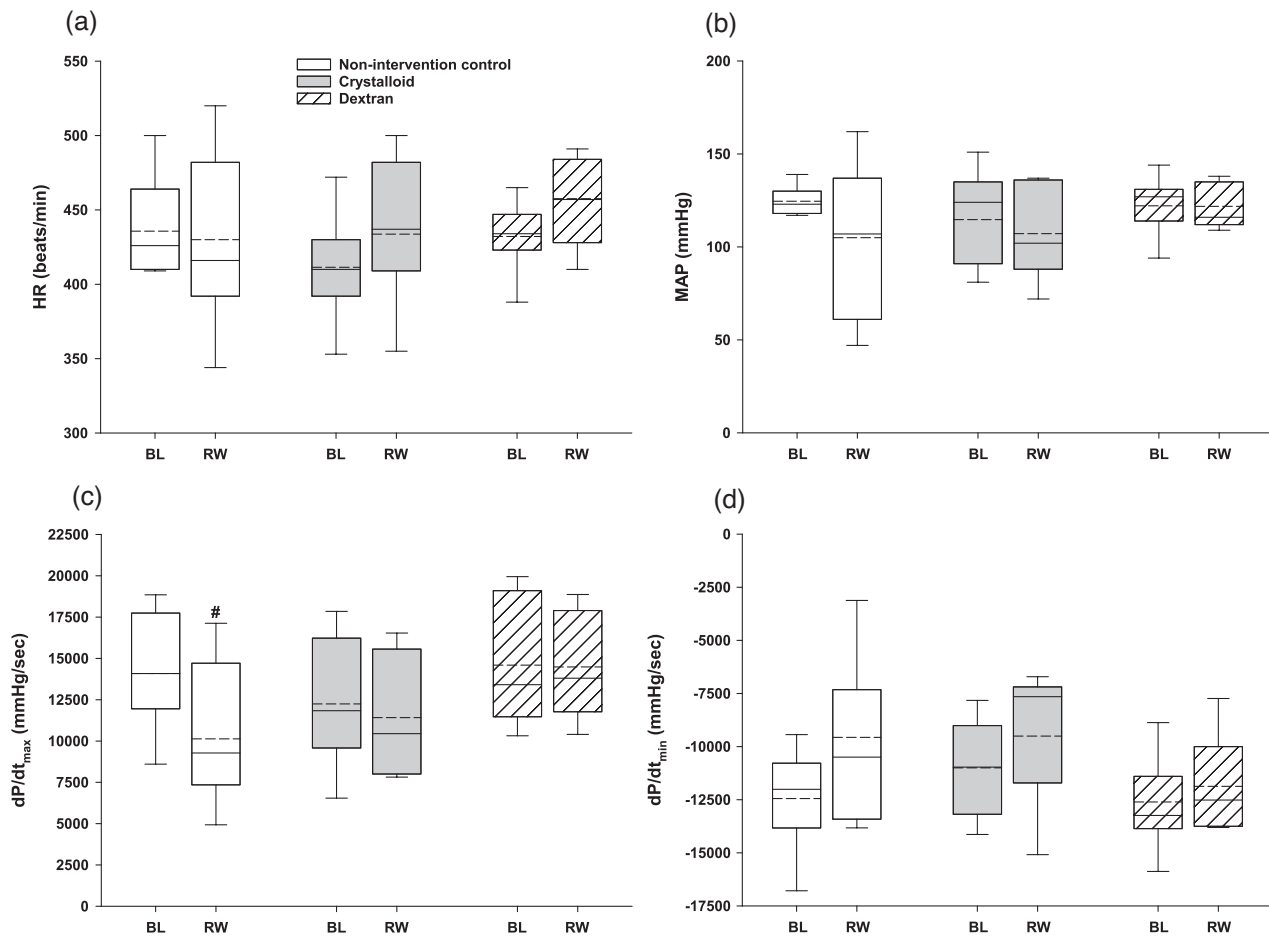 (a)
HR (beats/min)
550
500
450
400
350
300
Non-intervention control
Crystalloid
Dextran
BL RW BL RW BL RW
(b)
MAP (mmHg)
200
150
100
50
0
BL RW BL RW BL RW
(c)
dP/dtmax (mmHg/sec)
22500
20000
17500
15000
12500
10000
7500
5000
2500
0
#
BL RW BL RW BL RW
(d)
dP/dtmin (mmHg/sec)
0
-2500
-5000
-7500
-10000
-12500
-15000
-17500
BL RW BL RW BL RW